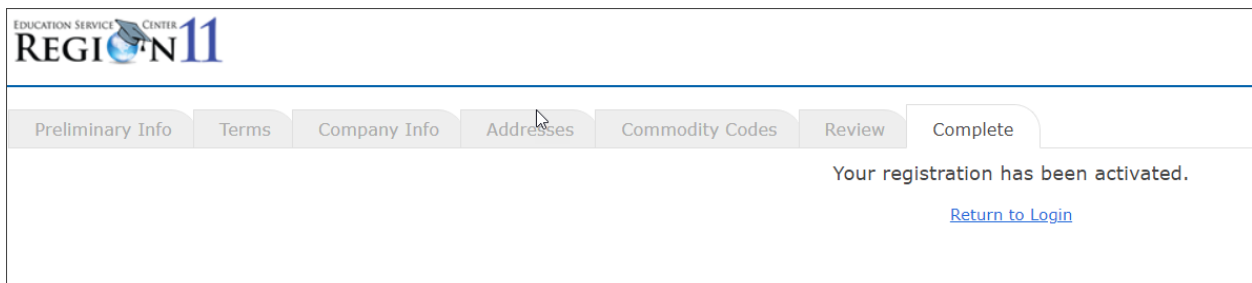 EDUCATION SERVICE CENTER
REGION 11
Preliminary Info Terms Company Info Addresses Commodity Codes Review Complete
Your registration has been activated.
Return to Login